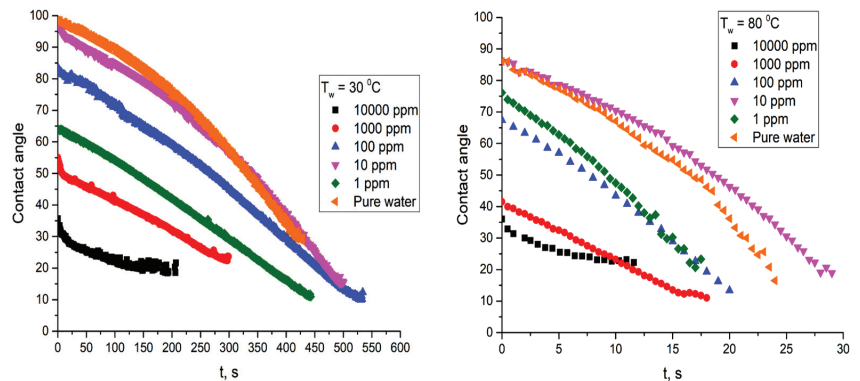 100
90
80
70
60
50
40
30
20
10
0
Contact angle
0 50 100 150 200 250 300 350 400 450 500 550 600
t, s
T_w = 30 ⁰C
10000 ppm
1000 ppm
100 ppm
10 ppm
1 ppm
Pure water
100
90
80
70
60
50
40
30
20
10
0
Contact angle
0 5 10 15 20 25 30
t, s
T_w = 80 ⁰C
10000 ppm
1000 ppm
100 ppm
10 ppm
1 ppm
Pure water